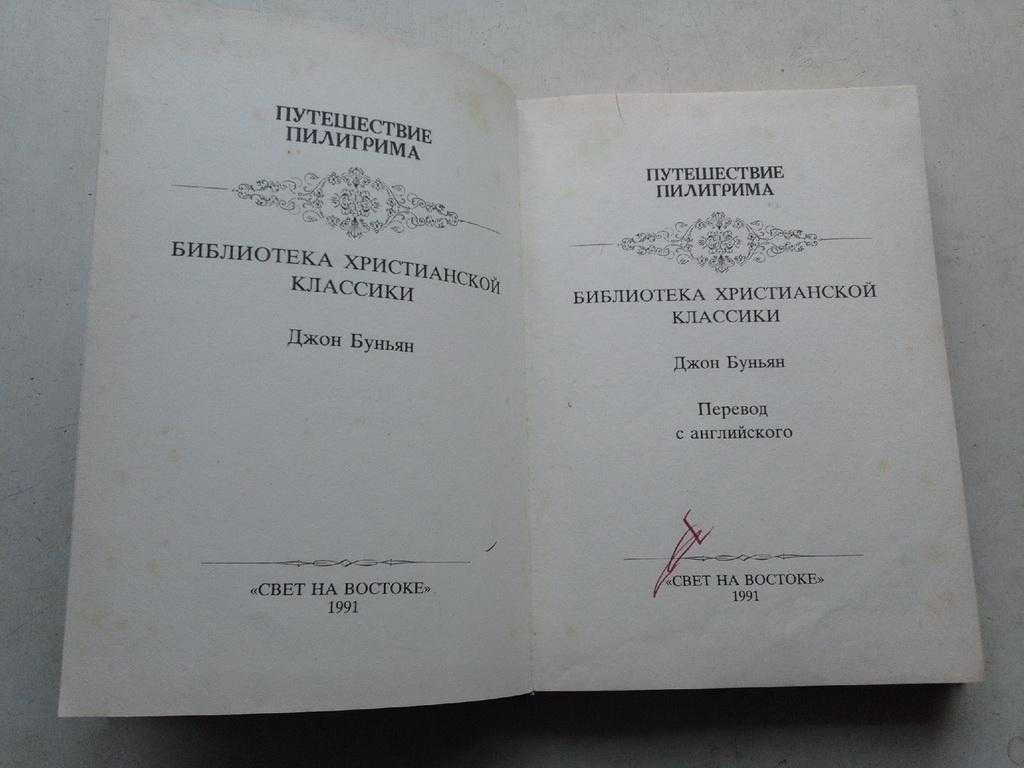 ПУТЕШЕСТВИЕ
ПИЛИГРИМА
БИБЛИОТЕКА ХРИСТИАНСКОЙ
КЛАССИКИ
Джон Буньян
«СВЕТ НА ВОСТОКЕ»
1991
ПУТЕШЕСТВИЕ
ПИЛИГРИМА
БИБЛИОТЕКА ХРИСТИАНСКОЙ
КЛАССИКИ
Джон Буньян
Перевод
с английского
«СВЕТ НА ВОСТОКЕ»
1991